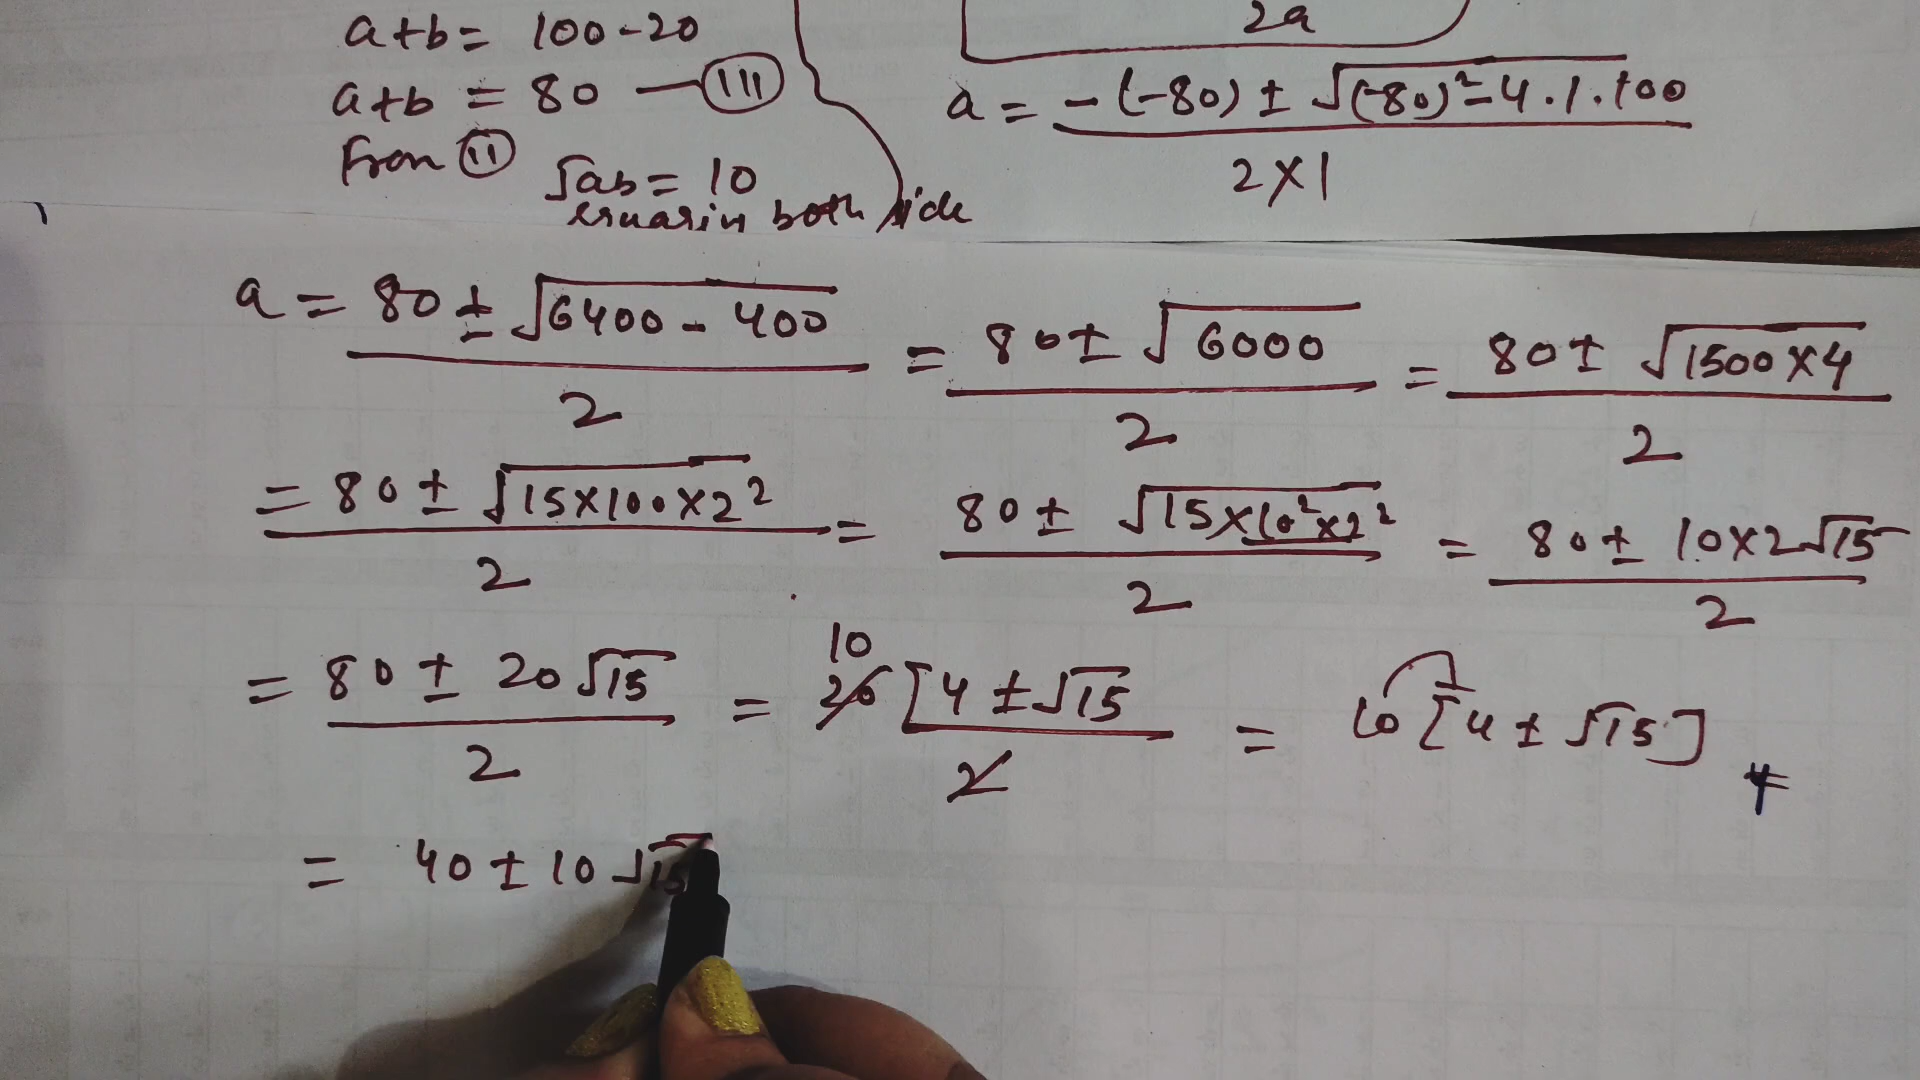 a+b = 100-20
a+b = 80 — (III)
From (II)
√ab = 10
both side
2a
a = -(-80) ± √(-80)²-4.1.100 / 2×1
a = 80 ± √6400 - 400 / 2 = 80 ± √6000 / 2 = 80 ± √1500×4 / 2
= 80 ± √15×100×2² / 2 = 80 ± √15×10²×2² / 2 = 80 ± 10×2√15 / 2
= 80 ± 20√15 / 2 = 10 20 [4 ± √15 / 2 = 10 [4 ± √15]
= 40 ± 10√15